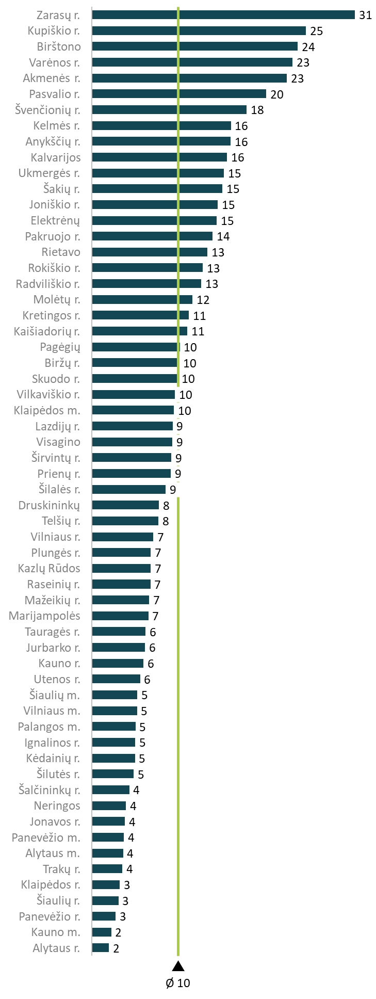 Zarasų r. 31
Kupiškio r. 25
Birštono 24
Varėnos r. 23
Akmenės r. 23
Pasvalio r. 20
Švenčionių r. 18
Kelmės r. 16
Anykščių r. 16
Kalvarijos 16
Ukmergės r. 15
Šakių r. 15
Joniškio r. 15
Elektrėnų 15
Pakruojo r. 14
Rietavo 13
Rokiškio r. 13
Radviliškio r. 13
Molėtų r. 12
Kretingos r. 11
Kaišiadorių r. 11
Pagėgių 10
Biržų r. 10
Skuodo r. 10
Vilkaviškio r. 10
Klaipėdos m. 10
Lazdijų r. 9
Visagino 9
Širvintų r. 9
Prienų r. 9
Šilalės r. 9
Druskininkų 8
Telšių r. 8
Vilniaus r. 7
Plungės r. 7
Kazlų Rūdos 7
Raseinių r. 7
Mažeikių r. 7
Marijampolės 7
Tauragės r. 6
Jurbarko r. 6
Kauno r. 6
Utenos r. 6
Šiaulių m. 5
Vilniaus m. 5
Palangos m. 5
Ignalinos r. 5
Kėdainių r. 5
Šilutės r. 5
Šalčininkų r. 4
Neringos 4
Jonavos r. 4
Panevėžio m. 4
Alytaus m. 4
Trakų r. 4
Klaipėdos r. 3
Šiaulių r. 3
Panevėžio r. 3
Kauno m. 2
Alytaus r. 2
Ø 10